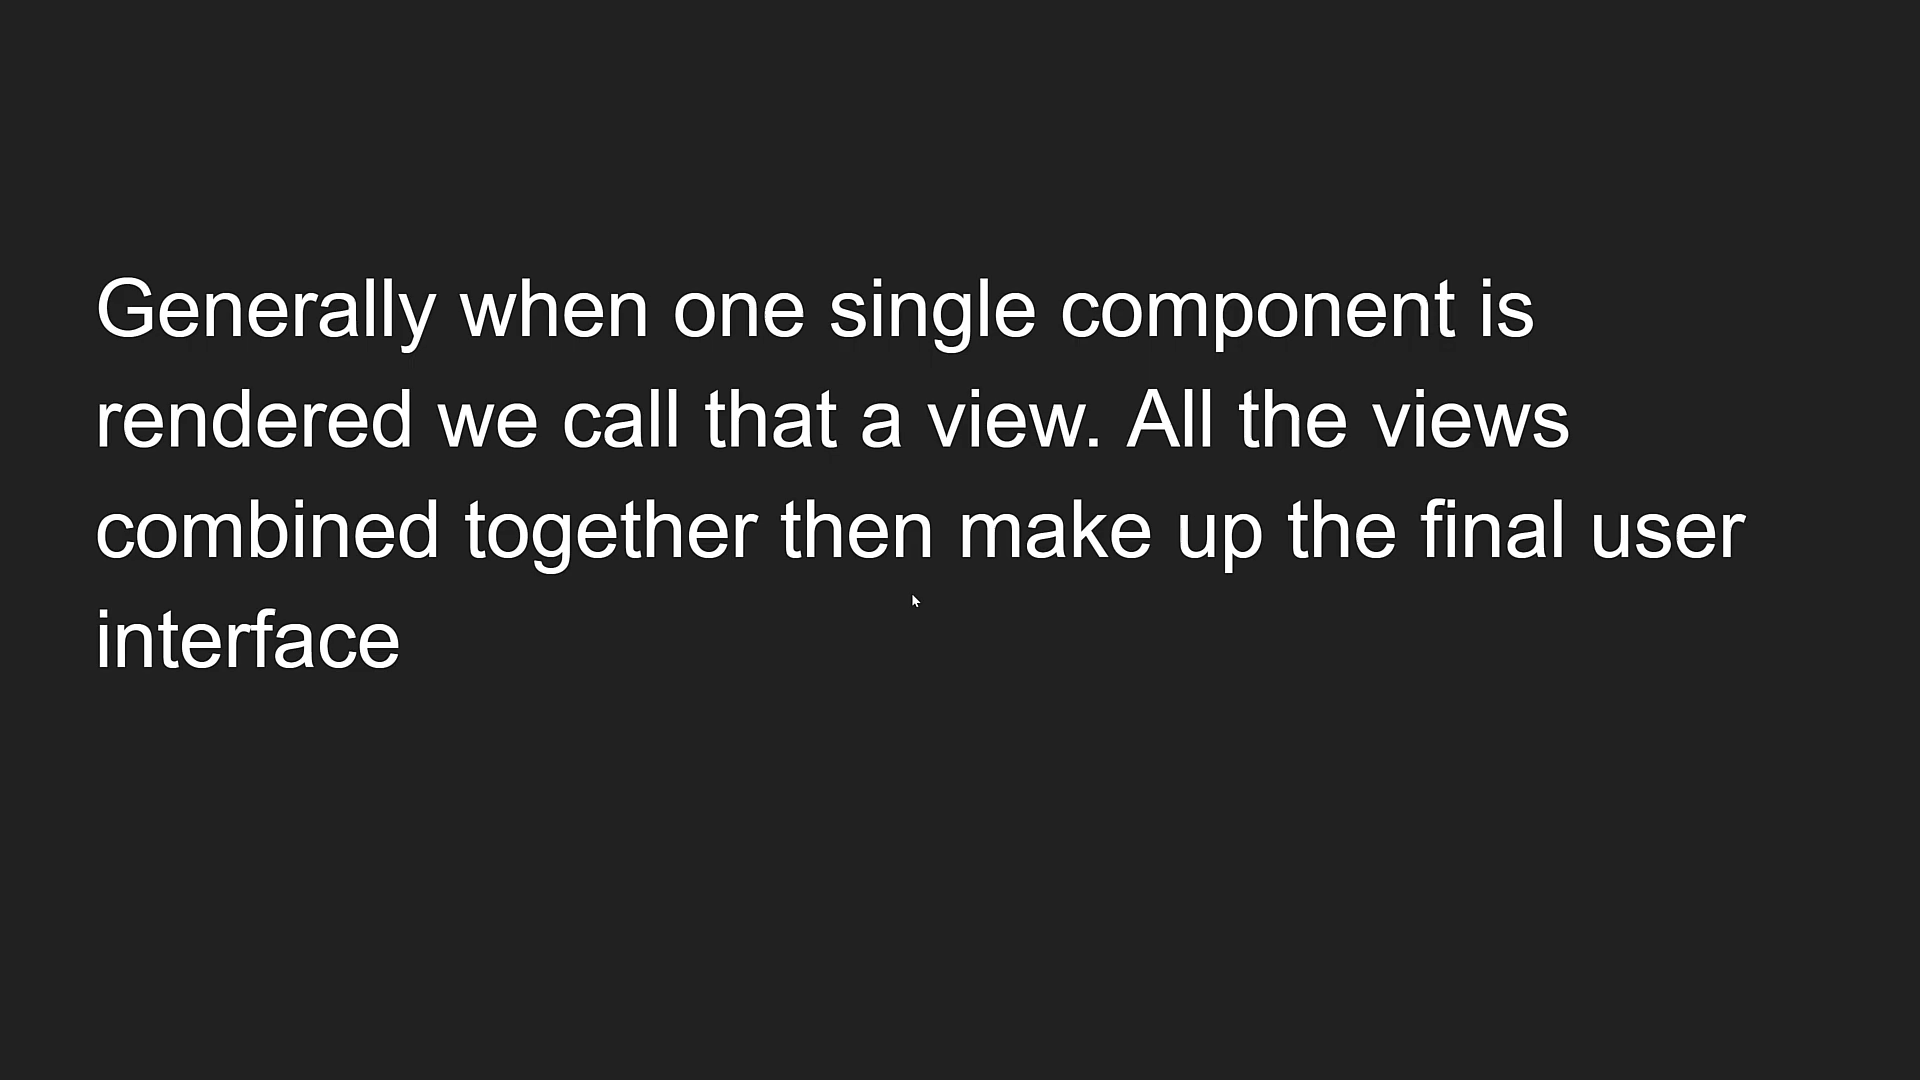 Generally when one single component is
rendered we call that a view. All the views
combined together then make up the final user
interface